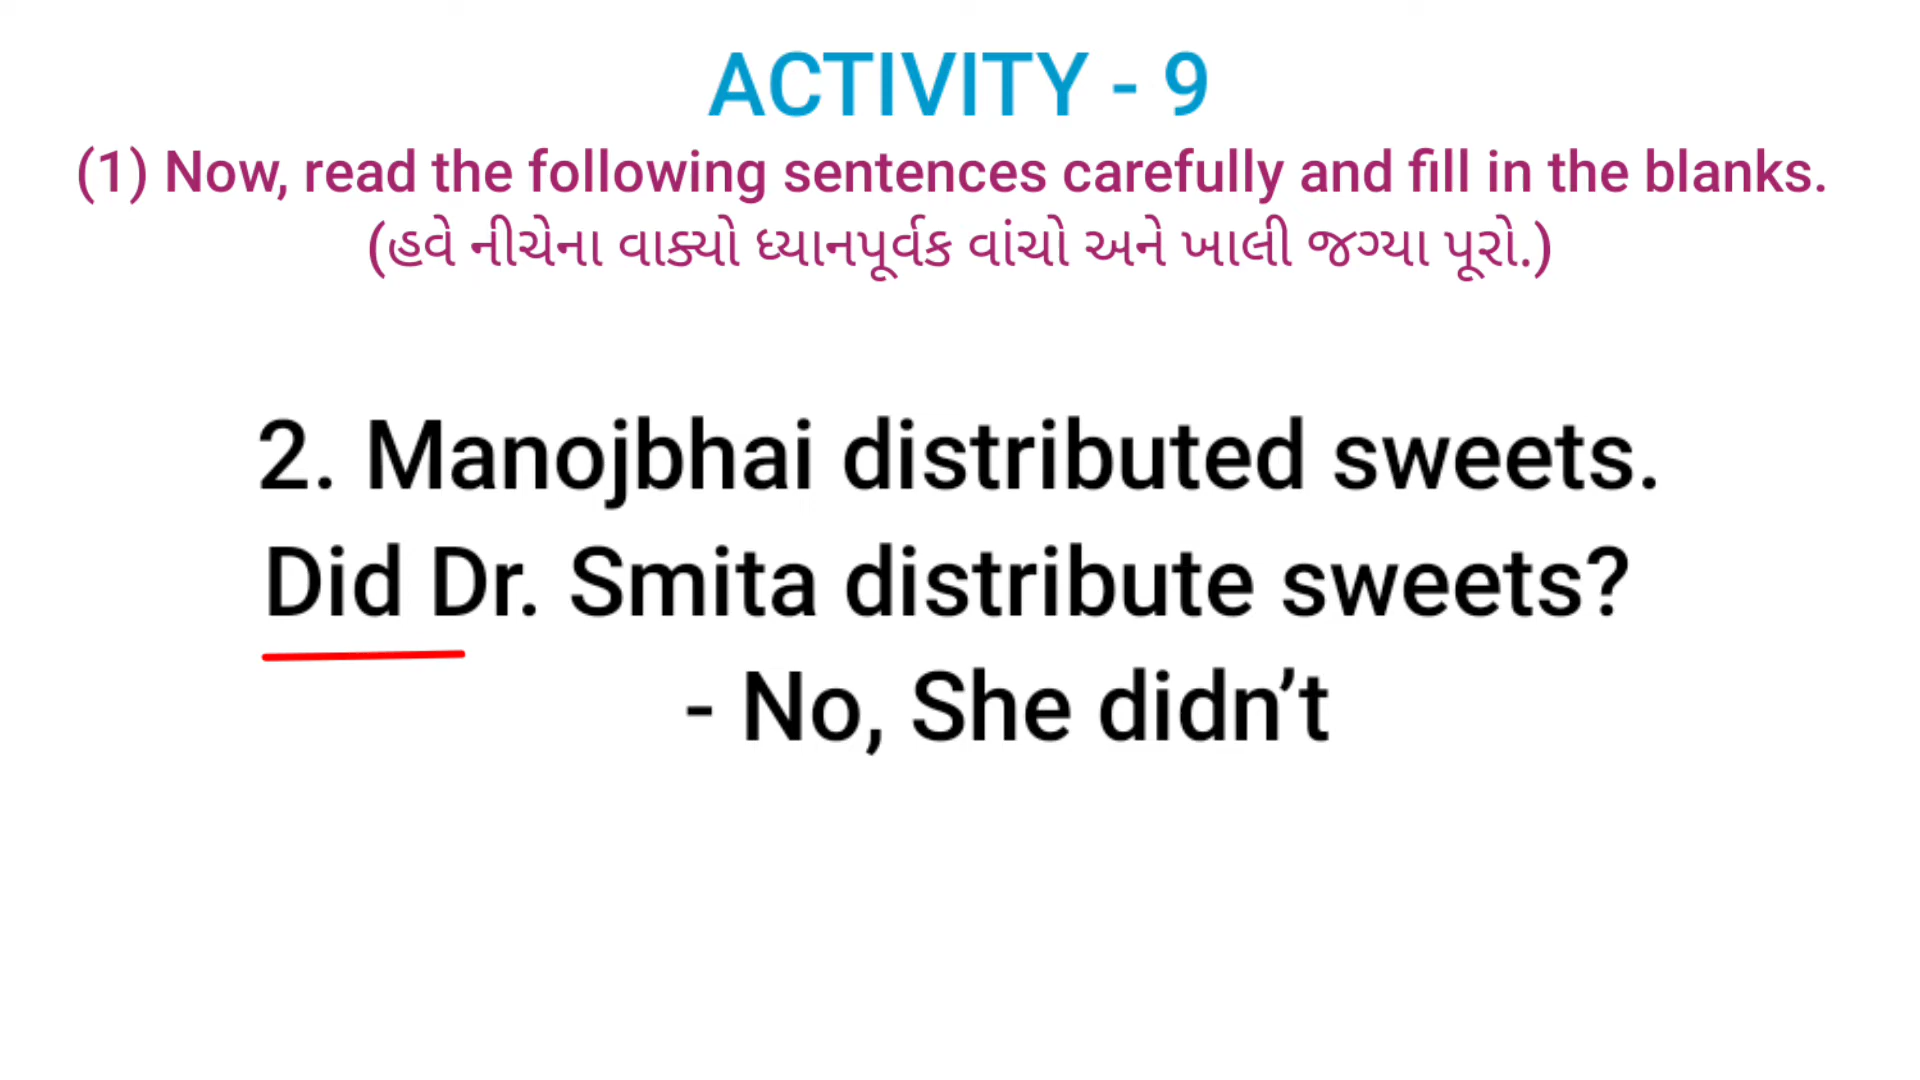 ACTIVITY - 9
(1) Now, read the following sentences carefully and fill in the blanks.
(હવે નીચેના વાક્યો ધ્યાનપૂર્વક વાંચો અને ખાલી જગ્યા પૂરો.)
2. Manojbhai distributed sweets.
Did Dr. Smita distribute sweets?
- No, She didn’t